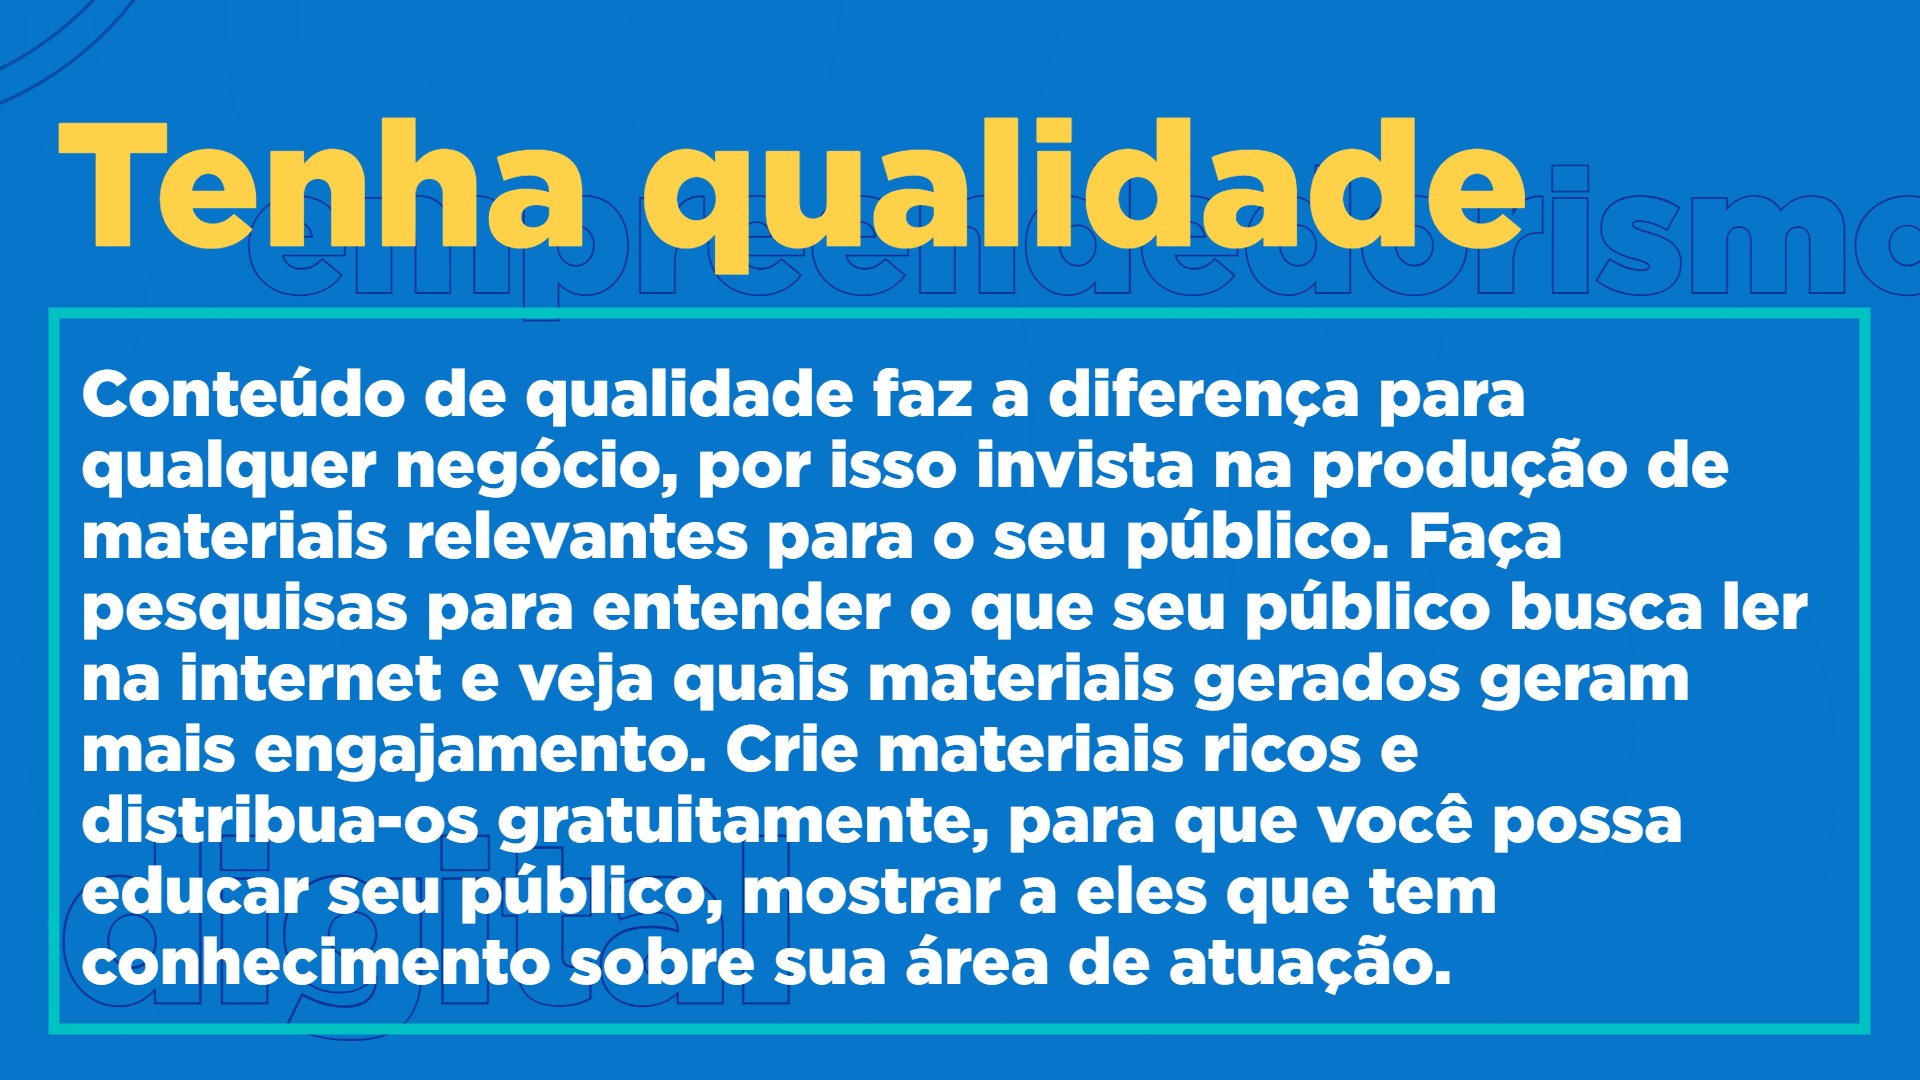 Tenha qualidade
empreendedorismo
Conteúdo de qualidade faz a diferença para
qualquer negócio, por isso invista na produção de
materiais relevantes para o seu público. Faça
pesquisas para entender o que seu público busca ler
na internet e veja quais materiais gerados geram
mais engajamento. Crie materiais ricos e
distribua-os gratuitamente, para que você possa
educar seu público, mostrar a eles que tem
conhecimento sobre sua área de atuação.
digital